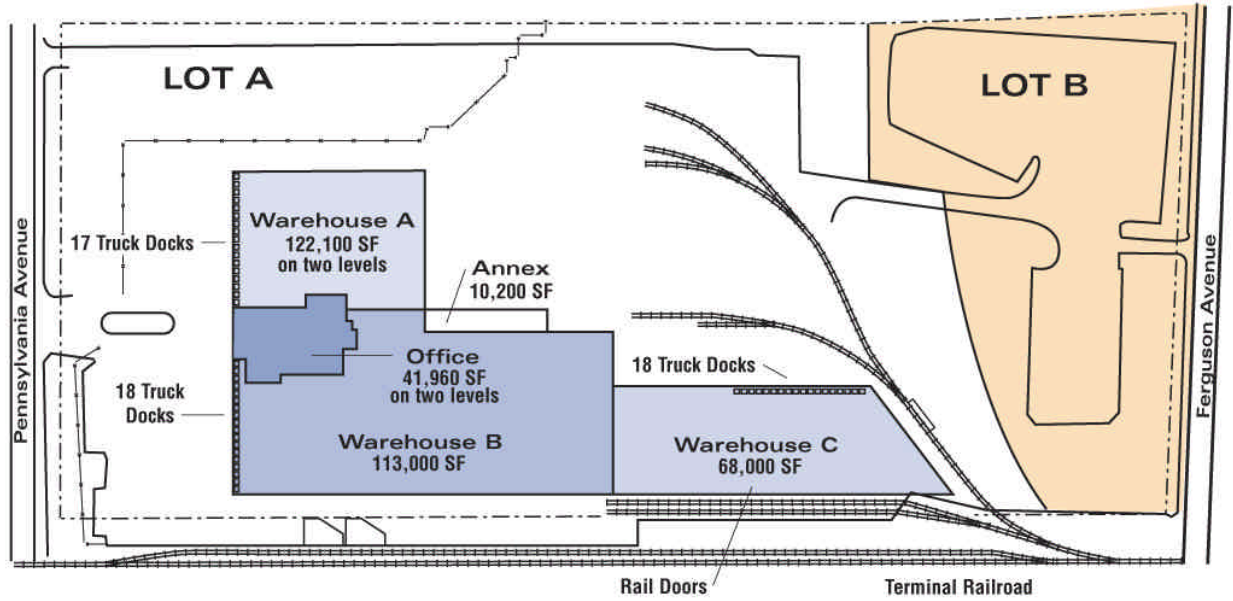 LOT A
LOT B
Warehouse A
122,100 SF
on two levels
17 Truck Docks
Annex
10,200 SF
Pennsylvania Avenue
Ferguson Avenue
Office
41,960 SF
on two levels
18 Truck Docks
18 Truck
Docks
Warehouse B
113,000 SF
Warehouse C
68,000 SF
Rail Doors
Terminal Railroad